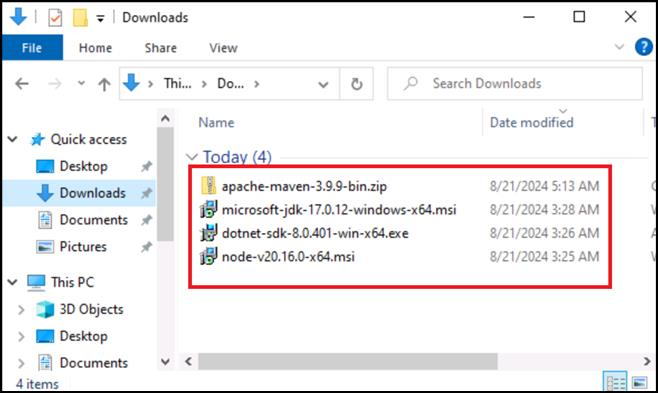 Downloads
File Home Share View
Thi... Do... Search Downloads
Name Date modified
Quick access
Today (4)
Desktop
apache-maven-3.9.9-bin.zip 8/21/2024 5:13 AM
Downloads
microsoft-jdk-17.0.12-windows-x64.msi 8/21/2024 3:28 AM
Documents
dotnet-sdk-8.0.401-win-x64.exe 8/21/2024 3:26 AM
Pictures
node-v20.16.0-x64.msi 8/21/2024 3:25 AM
This PC
3D Objects
Desktop
Documents
4 items